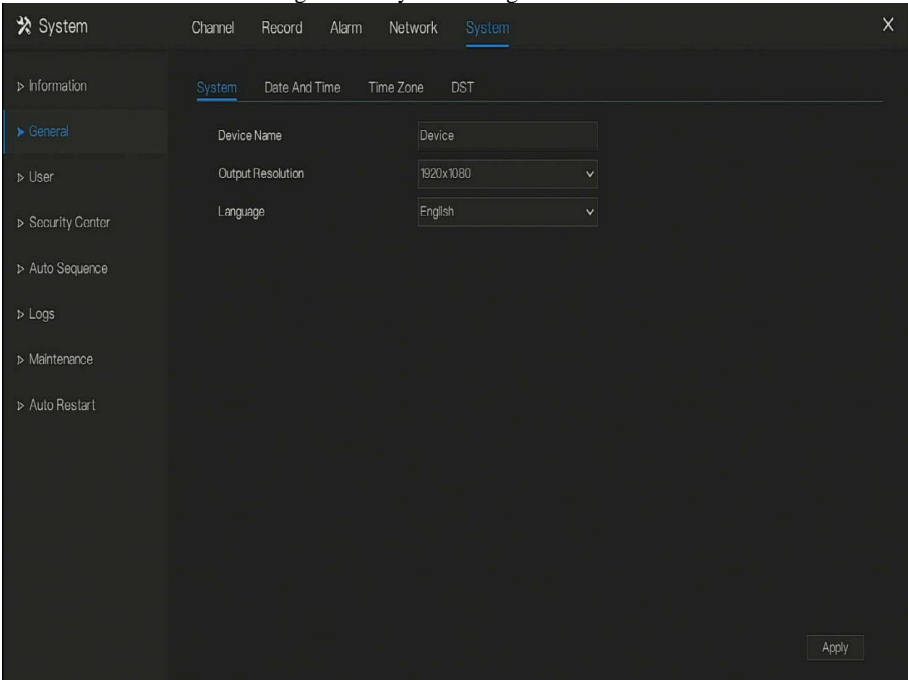 System
Channel Record Alarm Network System X
Information
General
User
Security Center
Auto Sequence
Logs
Maintenance
Auto Restart
System Date And Time Time Zone DST
Device Name Device
Output Resolution 1920x1080
Language English
Apply